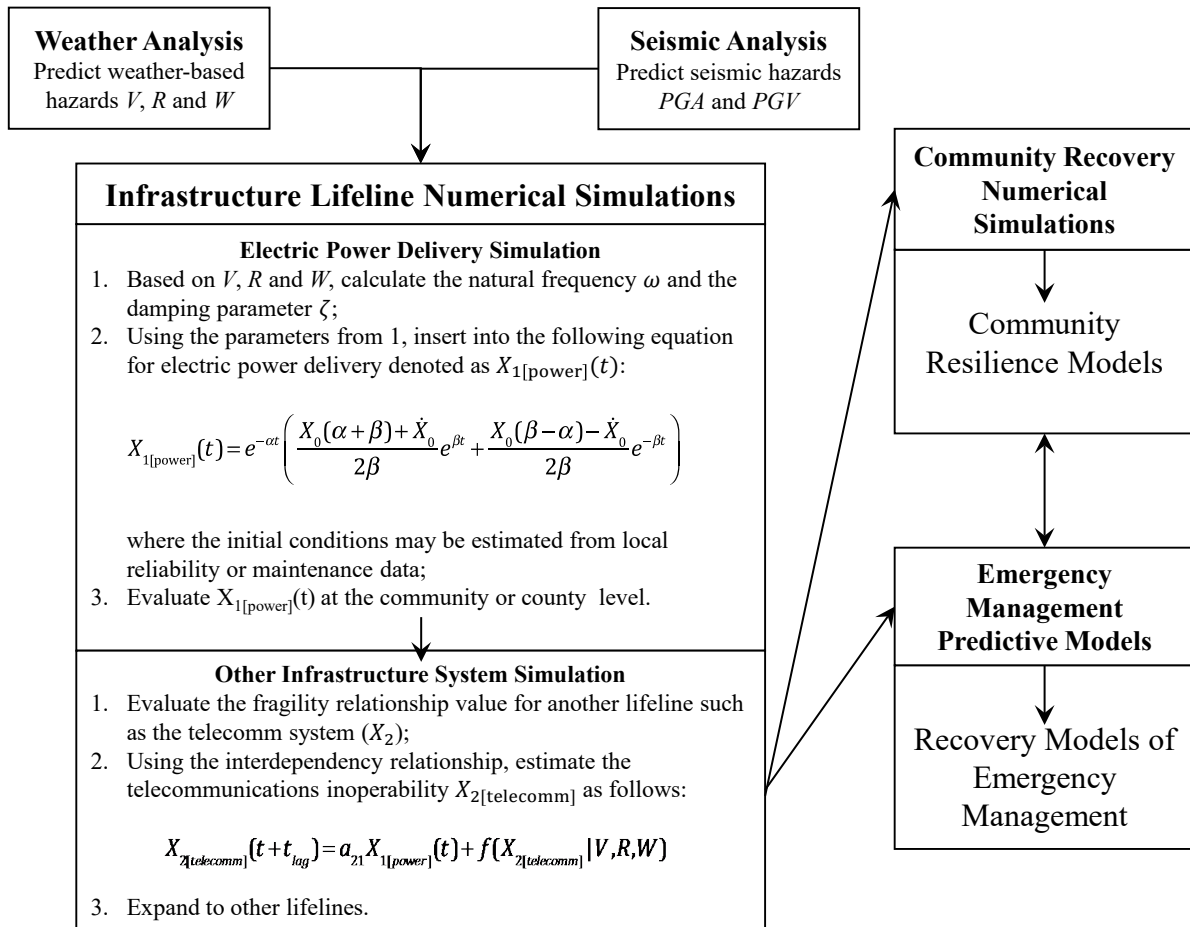 Weather Analysis
Predict weather-based
hazards V, R and W
Seismic Analysis
Predict seismic hazards
PGA and PGV
Infrastructure Lifeline Numerical Simulations
Electric Power Delivery Simulation
1. Based on V, R and W, calculate the natural frequency ω and the
damping parameter ζ;
2. Using the parameters from 1, insert into the following equation
for electric power delivery denoted as X₁[power](t):
X₁[power](t) = e^{-αt} ( \frac{X₀(α+β)+Ẋ₀}{2β} e^{βt} + \frac{X₀(β−α)−Ẋ₀}{2β} e^{-βt} )
where the initial conditions may be estimated from local
reliability or maintenance data;
3. Evaluate X₁[power](t) at the community or county level.
Other Infrastructure System Simulation
1. Evaluate the fragility relationship value for another lifeline such
as the telecomm system (X₂);
2. Using the interdependency relationship, estimate the
telecommunications inoperability X₂[telecomm] as follows:
X₂[telecomm](t+t_{lag}) = a₂₁X₁[power](t) + f(X₂[telecomm]|V,R,W)
3. Expand to other lifelines.
Community Recovery
Numerical
Simulations
Community
Resilience Models
Emergency
Management
Predictive Models
Recovery Models of
Emergency
Management